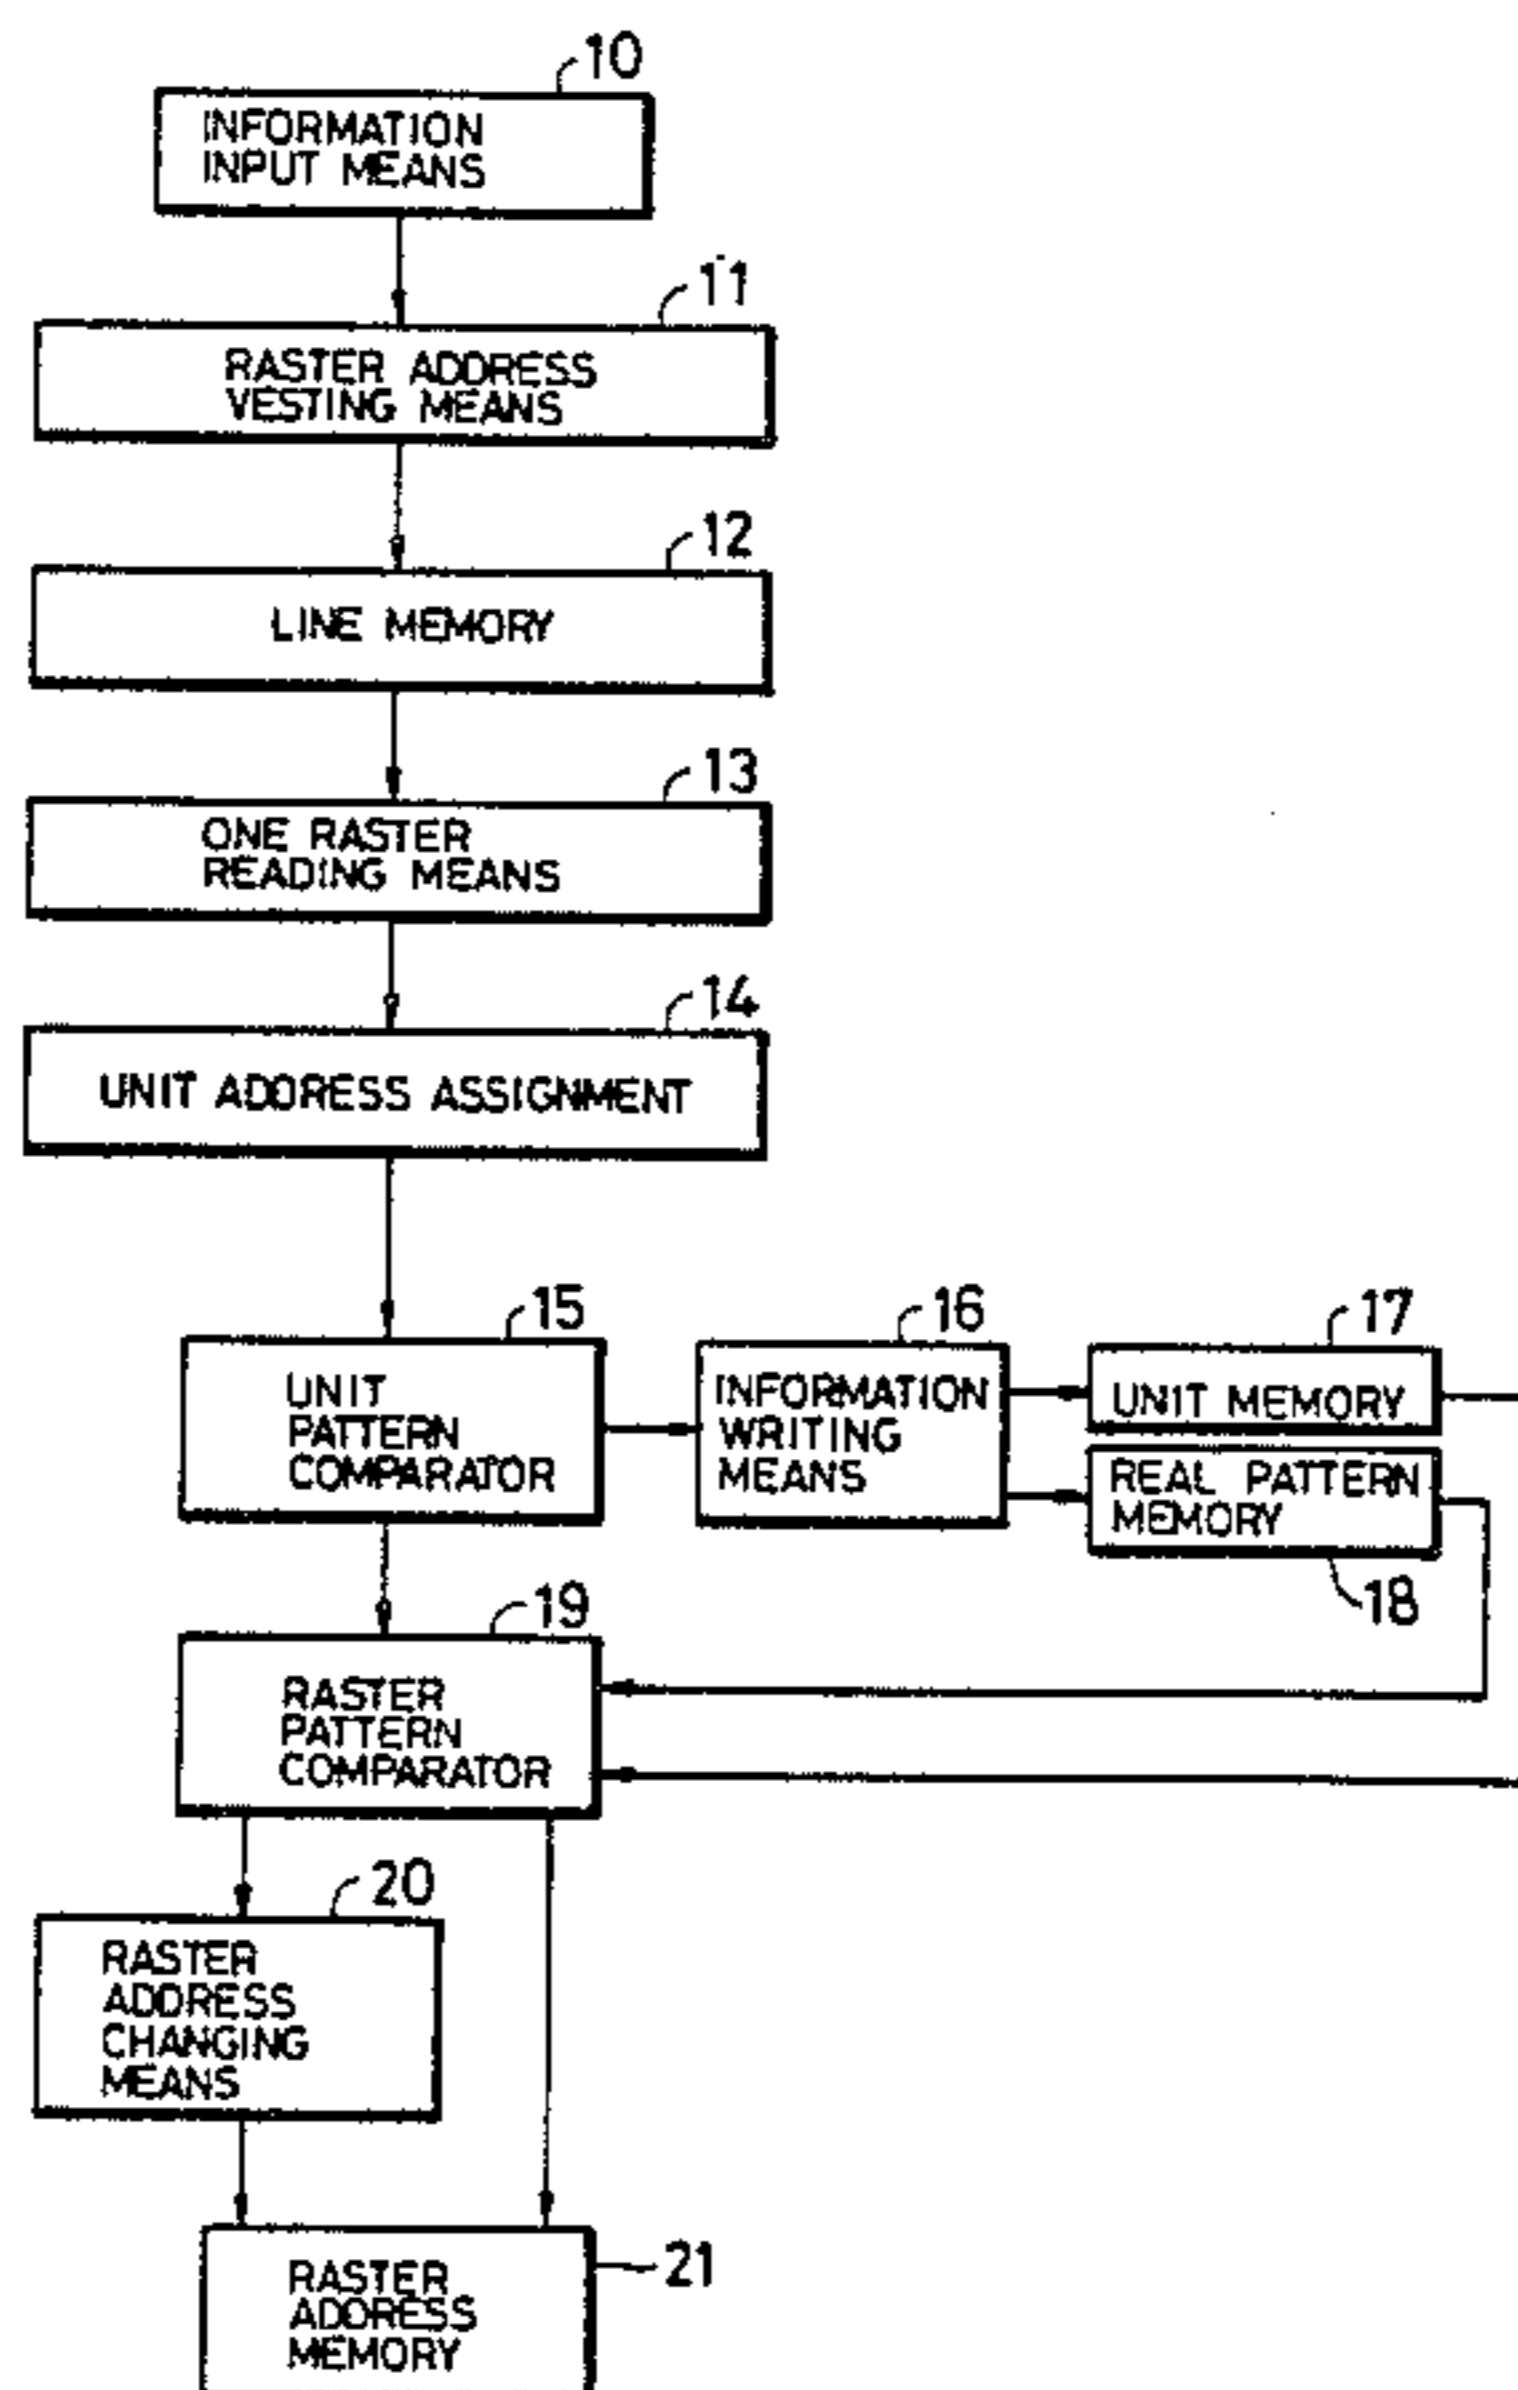 10
INFORMATION
INPUT MEANS
11
RASTER ADDRESS
VESTING MEANS
12
LINE MEMORY
13
ONE RASTER
READING MEANS
14
UNIT ADDRESS ASSIGNMENT
15
UNIT
PATTERN
COMPARATOR
16
INFORMATION
WRITING
MEANS
17
UNIT MEMORY
REAL PATTERN
MEMORY
18
19
RASTER
PATTERN
COMPARATOR
20
RASTER
ADDRESS
CHANGING
MEANS
21
RASTER
ADDRESS
MEMORY